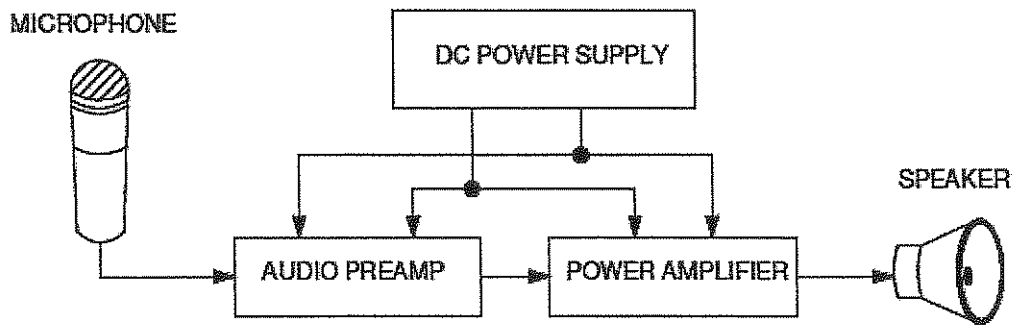 MICROPHONE
DC POWER SUPPLY
SPEAKER
AUDIO PREAMP
POWER AMPLIFIER